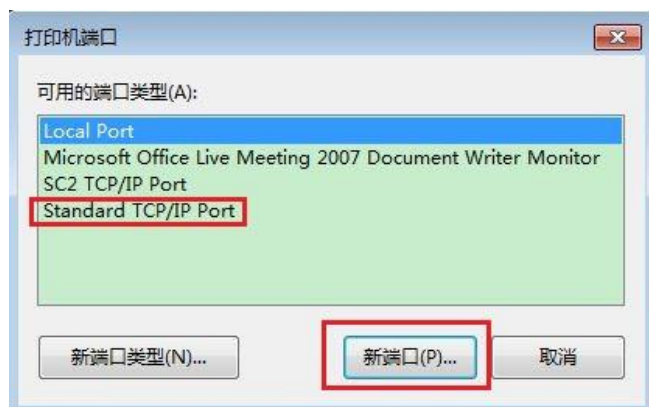 打印机端口
可用的端口类型(A):
Local Port
Microsoft Office Live Meeting 2007 Document Writer Monitor
SC2 TCP/IP Port
Standard TCP/IP Port
新端口类型(N)... 新端口(P)... 取消